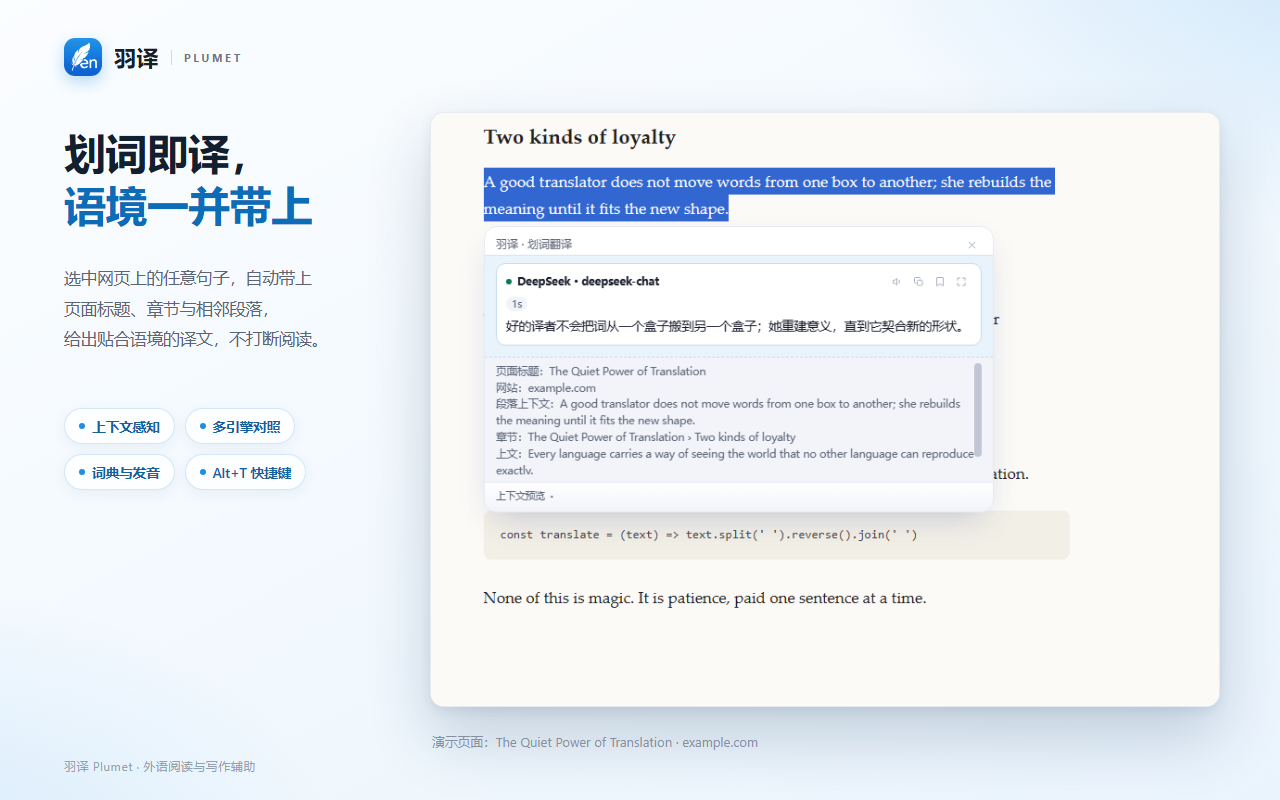 en
羽译
PLUMET
划词即译，
语境一并带上
选中网页上的任意句子，自动带上
页面标题、章节与相邻段落，
给出贴合语境的译文，不打断阅读。
上下文感知
多引擎对照
词典与发音
Alt+T 快捷键
羽译 Plumet · 外语阅读与写作辅助
Two kinds of loyalty
A good translator does not move words from one box to another; she rebuilds the
meaning until it fits the new shape.
羽译 · 划词翻译
DeepSeek • deepseek-chat
1s
好的译者不会把词从一个盒子搬到另一个盒子；她重建意义，直到它契合新的形状。
r
页面标题：The Quiet Power of Translation
网站：example.com
段落上下文：A good translator does not move words from one box to another; she rebuilds
the meaning until it fits the new shape.
章节：The Quiet Power of Translation › Two kinds of loyalty
上文：Every language carries a way of seeing the world that no other language can reproduce
exactly.
ation.
上下文预览
const translate = (text) => text.split(' ').reverse().join(' ')
None of this is magic. It is patience, paid one sentence at a time.
演示页面：The Quiet Power of Translation · example.com